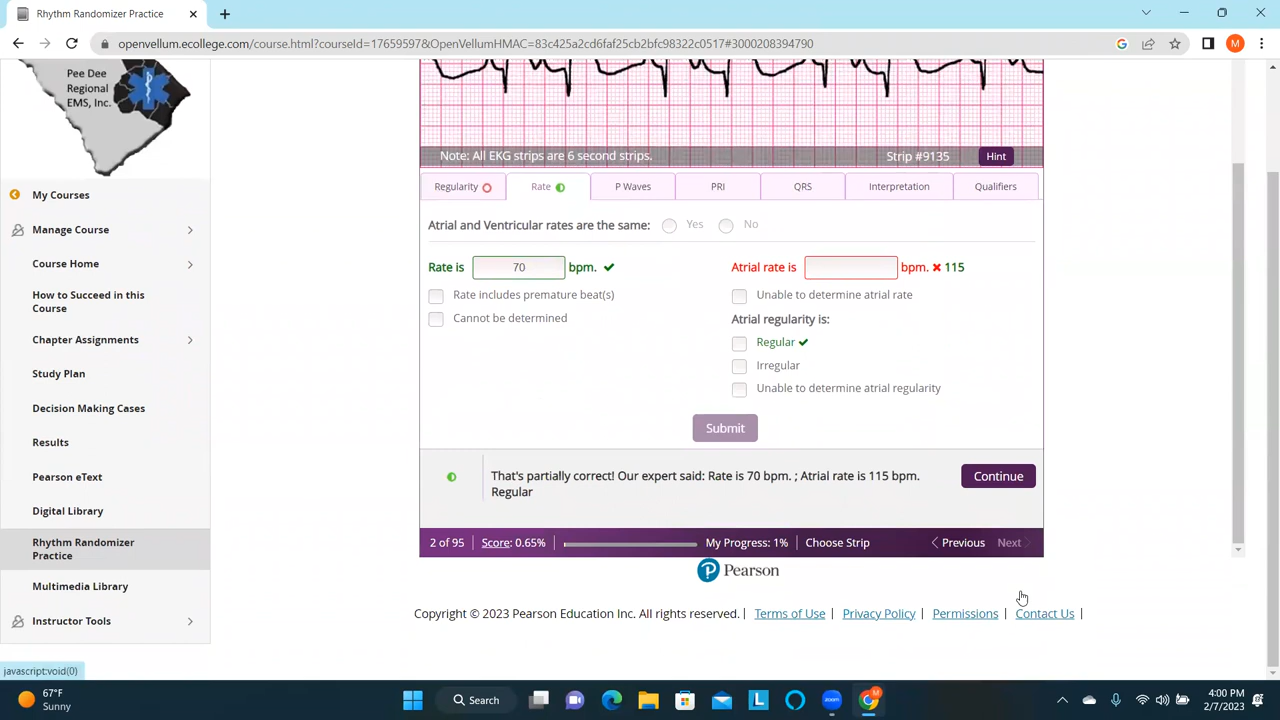 Rhythm Randomizer Practice
openvellum.ecollege.com/course.html?courseId=17659597&OpenVellumHMAC=a3c425a2cd6faf25cb2bfc98322c0517#3000208394790
M
Pee Dee
Regional
EMS, Inc.
Note: All EKG strips are 6 second strips.
Strip #9135
Hint
My Courses
Regularity
Rate
P Waves
PRI
QRS
Interpretation
Qualifiers
Manage Course
Atrial and Ventricular rates are the same:
Yes
No
Course Home
Rate is 70 bpm.
Atrial rate is bpm. 115
How to Succeed in this
Course
Rate includes premature beat(s)
Unable to determine atrial rate
Cannot be determined
Atrial regularity is:
Chapter Assignments
Regular
Irregular
Study Plan
Unable to determine atrial regularity
Decision Making Cases
Submit
Results
Pearson eText
That's partially correct! Our expert said: Rate is 70 bpm. ; Atrial rate is 115 bpm.
Regular
Continue
Digital Library
Rhythm Randomizer
Practice
2 of 95
Score: 0.65%
My Progress: 1%
Choose Strip
Previous
Next
Pearson
Multimedia Library
Copyright © 2023 Pearson Education Inc. All rights reserved. | Terms of Use | Privacy Policy | Permissions | Contact Us |
Instructor Tools
javascript:void(0)
67°F
Sunny
Search
L
M
4:00 PM
2/7/2023